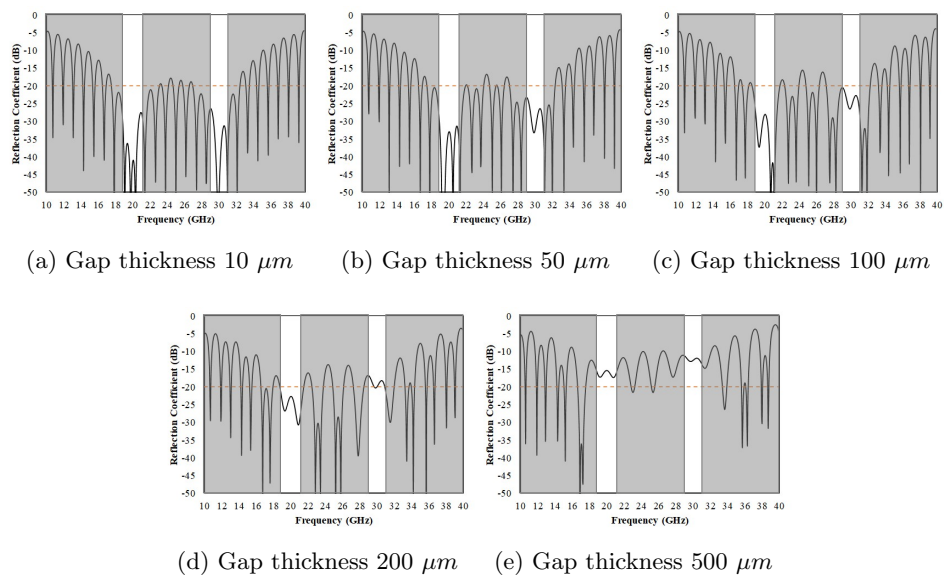 0
-5
-10
-15
-20
-25
-30
-35
-40
-45
-50
Reflection Coefficient (dB)
10 12 14 16 18 20 22 24 26 28 30 32 34 36 38 40
Frequency (GHz)
(a) Gap thickness 10 μm
0
-5
-10
-15
-20
-25
-30
-35
-40
-45
-50
Reflection Coefficient (dB)
10 12 14 16 18 20 22 24 26 28 30 32 34 36 38 40
Frequency (GHz)
(b) Gap thickness 50 μm
0
-5
-10
-15
-20
-25
-30
-35
-40
-45
-50
Reflection Coefficient (dB)
10 12 14 16 18 20 22 24 26 28 30 32 34 36 38 40
Frequency (GHz)
(c) Gap thickness 100 μm
0
-5
-10
-15
-20
-25
-30
-35
-40
-45
-50
Reflection Coefficient (dB)
10 12 14 16 18 20 22 24 26 28 30 32 34 36 38 40
Frequency (GHz)
(d) Gap thickness 200 μm
0
-5
-10
-15
-20
-25
-30
-35
-40
-45
-50
Reflection Coefficient (dB)
10 12 14 16 18 20 22 24 26 28 30 32 34 36 38 40
Frequency (GHz)
(e) Gap thickness 500 μm